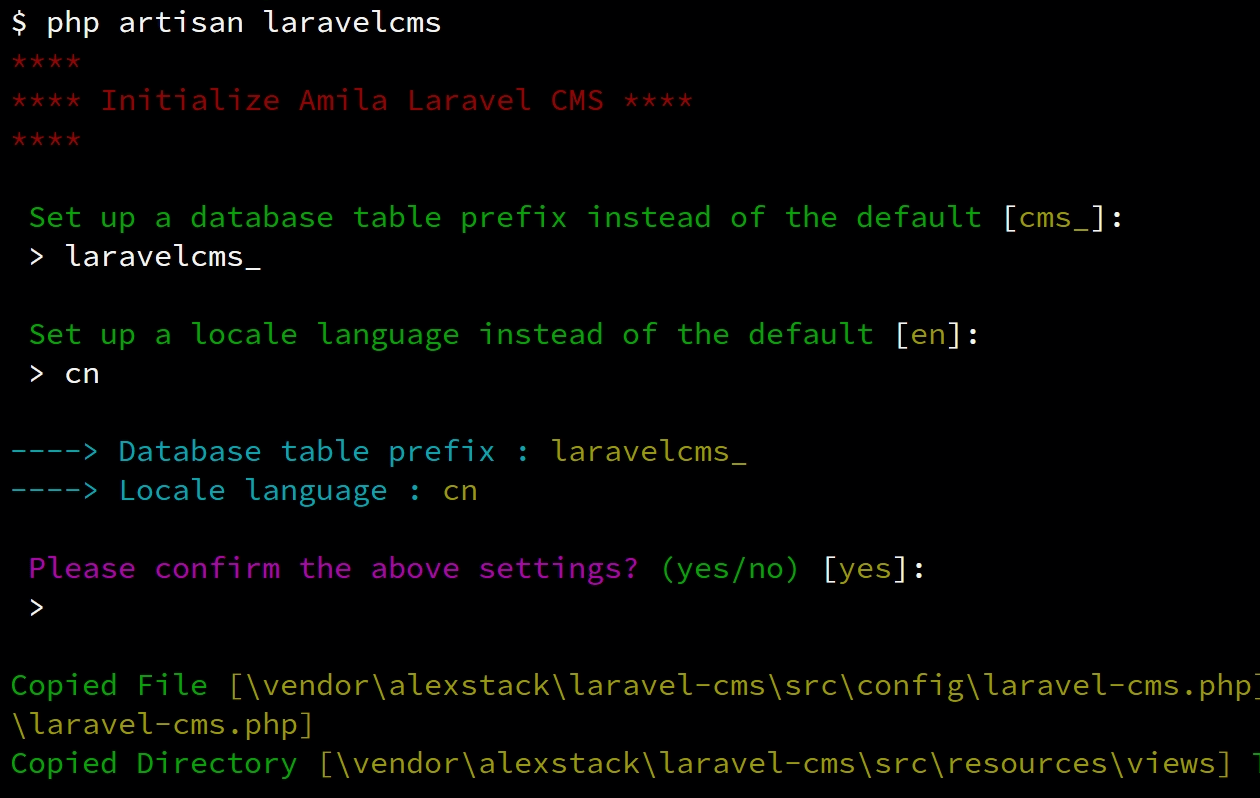 $ php artisan laravelcms
****
**** Initialize Amila Laravel CMS ****
****
Set up a database table prefix instead of the default [cms_]:
> laravelcms_
Set up a locale language instead of the default [en]:
> cn
----> Database table prefix : laravelcms_
----> Locale language : cn
Please confirm the above settings? (yes/no) [yes]:
>
Copied File [\vendor\alexstack\laravel-cms\src\config\laravel-cms.php]
\laravel-cms.php]
Copied Directory [\vendor\alexstack\laravel-cms\src\resources\views]